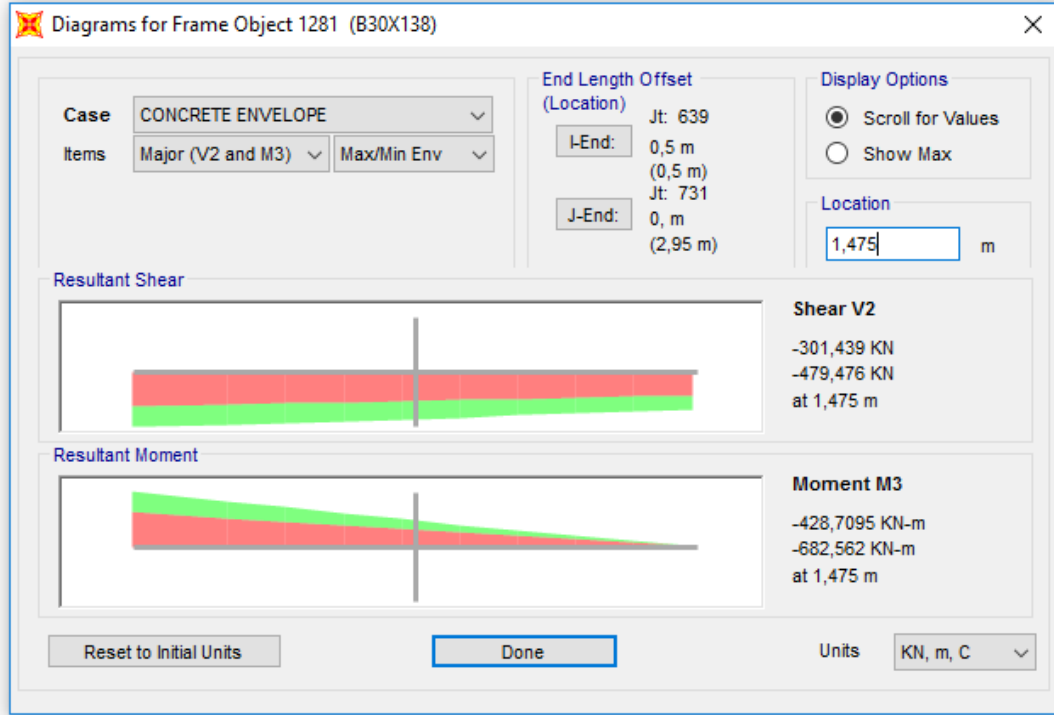 Diagrams for Frame Object 1281 (B30X138)
Case
CONCRETE ENVELOPE
Items
Major (V2 and M3)
Max/Min Env
End Length Offset
(Location)
Jt: 639
I-End:
0,5 m
(0,5 m)
Jt: 731
J-End:
0, m
(2,95 m)
Display Options
Scroll for Values
Show Max
Location
1,475
m
Resultant Shear
Shear V2
-301,439 KN
-479,476 KN
at 1,475 m
Resultant Moment
Moment M3
-428,7095 KN-m
-682,562 KN-m
at 1,475 m
Reset to Initial Units
Done
Units
KN, m, C